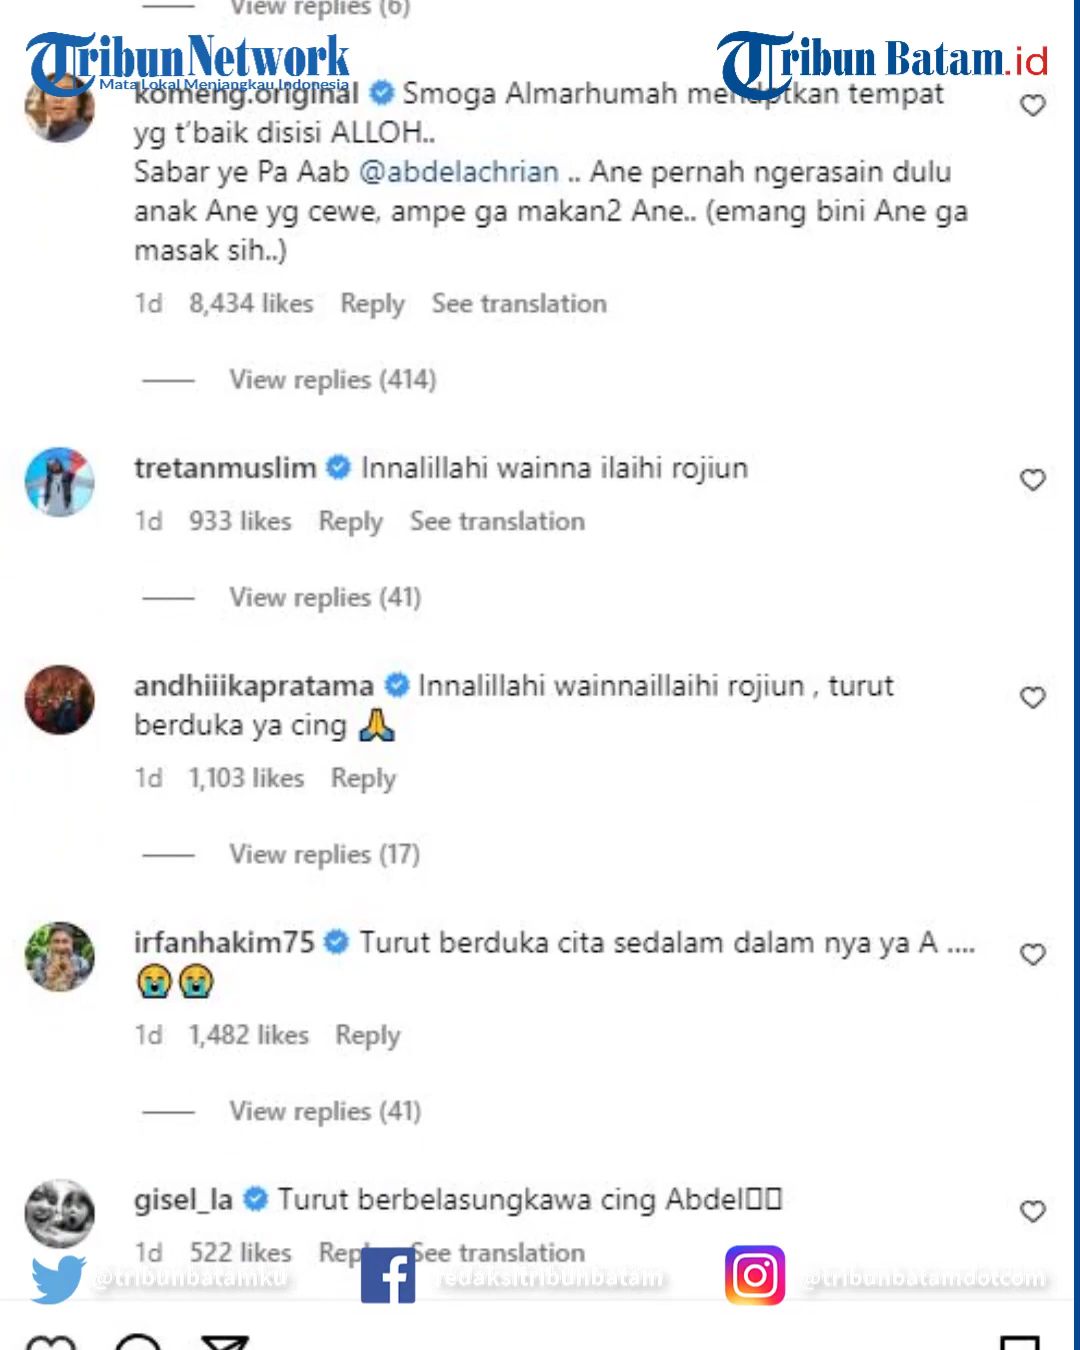 View replies (6)
Tribun Network
Mata Lokal Menjangkau Indonesia
Tribun Batam.id
komeng.original Smoga Almarhumah mendptkan tempat
yg t'baik disisi ALLOH..
Sabar ye Pa Aab @abdelachrian .. Ane pernah ngerasain dulu
anak Ane yg cewe, ampe ga makan2 Ane.. (emang bini Ane ga
masak sih..)
1d 8,434 likes Reply See translation
View replies (414)
tretanmuslim Innalillahi wainna ilaihi rojiun
1d 933 likes Reply See translation
View replies (41)
andhiiikapratama Innalillahi wainnaillaihi rojiun , turut
berduka ya cing 🙏
1d 1,103 likes Reply
View replies (17)
irfanhakim75 Turut berduka cita sedalam dalam nya ya A ....
😭😭
1d 1,482 likes Reply
View replies (41)
gisel_la Turut berbelasungkawa cing Abdel
1d 522 likes Reply See translation
@tribunbatamku redaksitribunbatam @tribunbatamdotcom